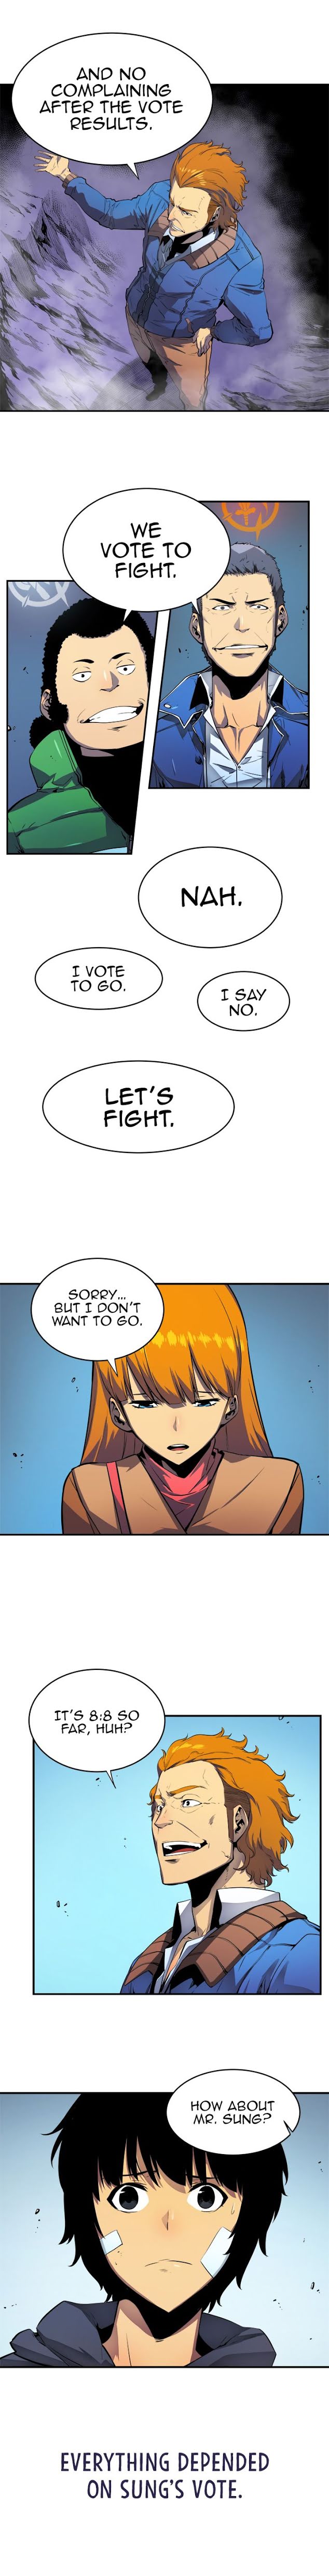 AND NO
COMPLAINING
AFTER THE VOTE
RESULTS.
WE
VOTE TO
FIGHT.
NAH.
I VOTE
TO GO.
I SAY
NO.
LET'S
FIGHT.
SORRY...
BUT I DON'T
WANT TO GO.
IT'S 8:8 SO
FAR, HUH?
HOW ABOUT
MR. SUNG?
EVERYTHING DEPENDED
ON SUNG'S VOTE.